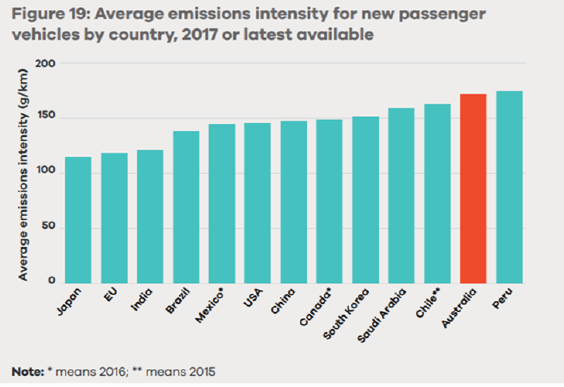 Figure 19: Average emissions intensity for new passenger
vehicles by country, 2017 or latest available
Average emissions intensity (g/km)
200
150
100
50
0
Japan
EU
India
Brazil
Mexico*
USA
China
Canada*
South Korea
Saudi Arabia
Chile**
Australia
Peru
Note: * means 2016; ** means 2015